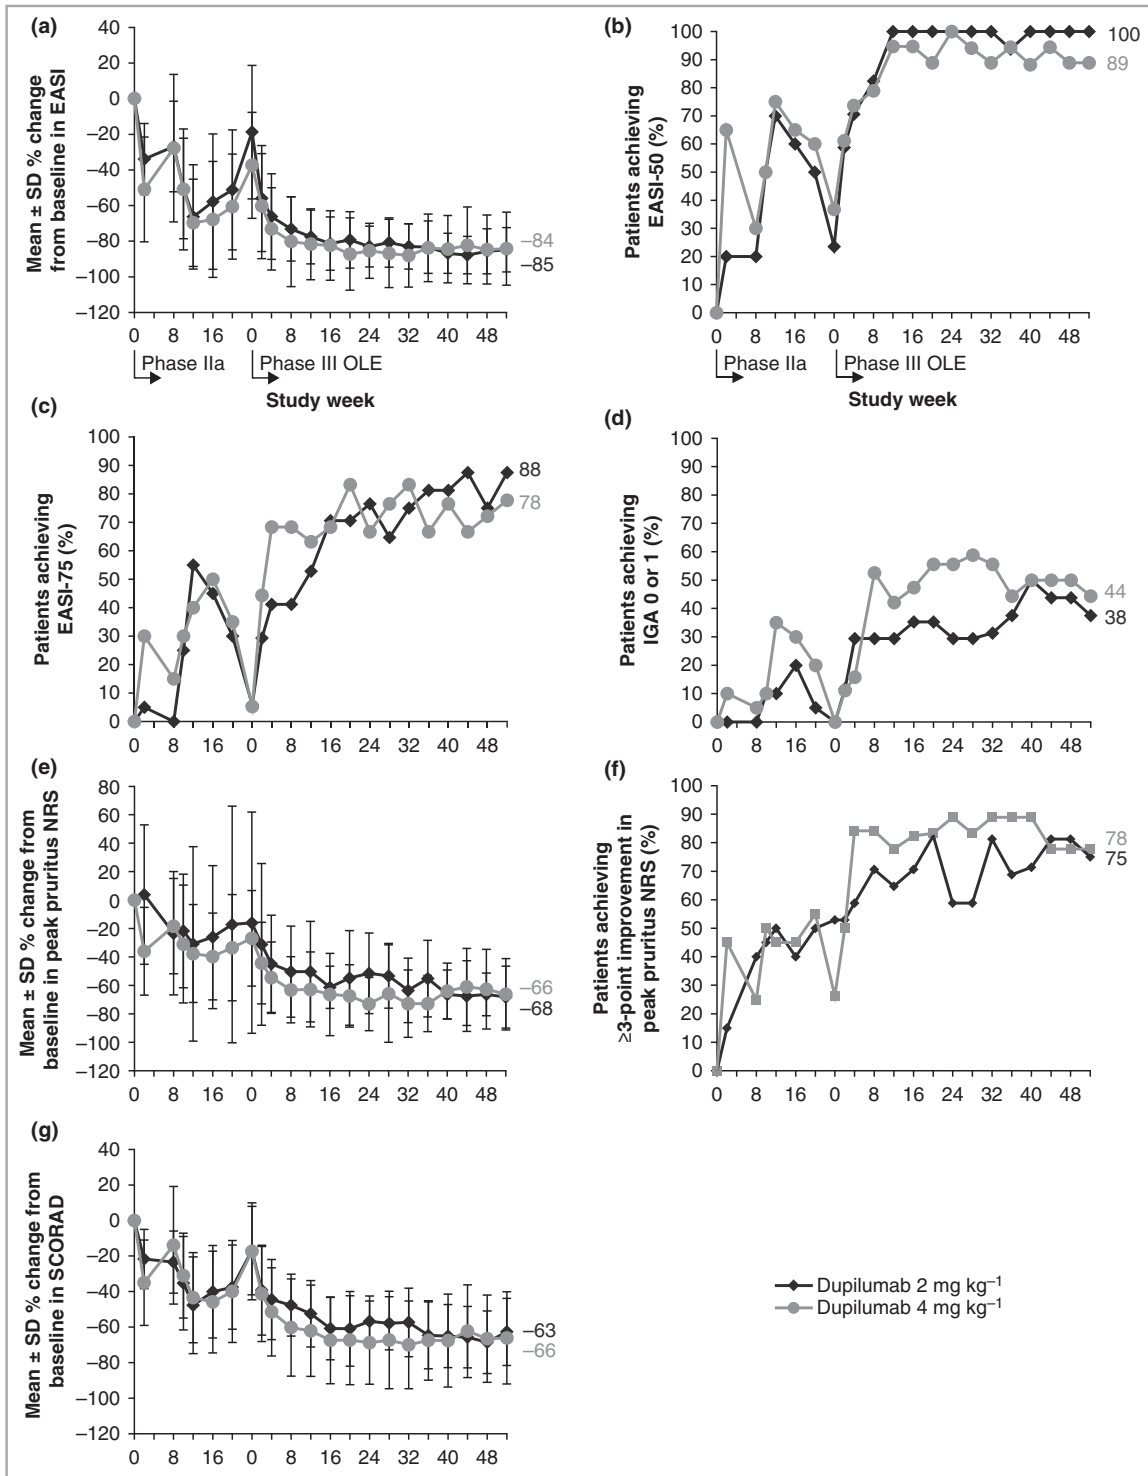 (a)
Mean ± SD % change
from baseline in EASI
40
20
0
–20
–40
–60
–80
–100
–120
–84
–85
0 8 16 0 8 16 24 32 40 48
Phase IIa Phase III OLE
Study week
(b)
Patients achieving
EASI-50 (%)
100
90
80
70
60
50
40
30
20
10
0
100
89
0 8 16 0 8 16 24 32 40 48
Phase IIa Phase III OLE
Study week
(c)
Patients achieving
EASI-75 (%)
100
90
80
70
60
50
40
30
20
10
0
88
78
0 8 16 0 8 16 24 32 40 48
(d)
Patients achieving
IGA 0 or 1 (%)
100
90
80
70
60
50
40
30
20
10
0
44
38
0 8 16 0 8 16 24 32 40 48
(e)
Mean ± SD % change from
baseline in peak pruritus NRS
80
60
40
20
0
–20
–40
–60
–80
–100
–120
–66
–68
0 8 16 0 8 16 24 32 40 48
(f)
Patients achieving
≥3-point improvement in
peak pruritus NRS (%)
100
90
80
70
60
50
40
30
20
10
0
78
75
0 8 16 0 8 16 24 32 40 48
(g)
Mean ± SD % change from
baseline in SCORAD
40
20
0
–20
–40
–60
–80
–100
–120
–63
–66
0 8 16 0 8 16 24 32 40 48
Dupilumab 2 mg kg⁻¹
Dupilumab 4 mg kg⁻¹